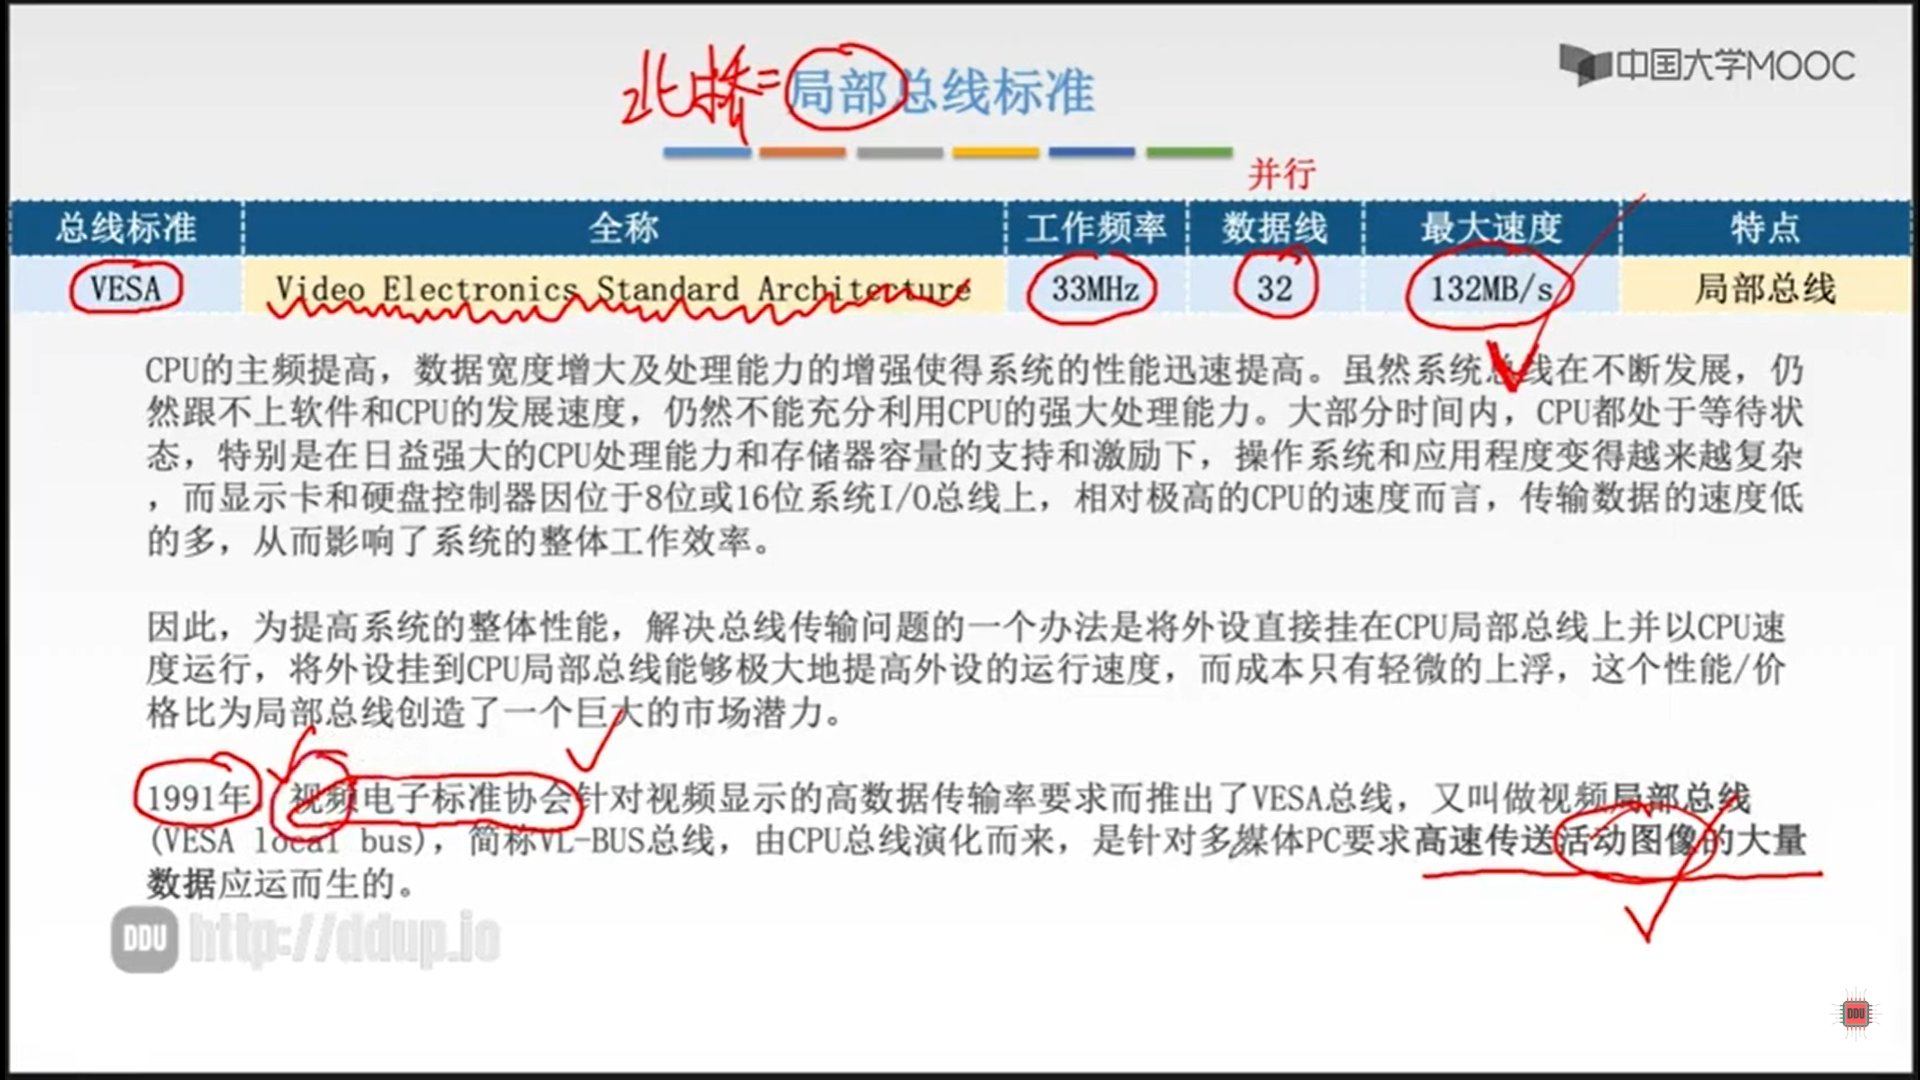 北桥=局部总线标准
中国大学MOOC
并行
总线标准 全称 工作频率 数据线 最大速度 特点
VESA Video Electronics Standard Architecture 33MHz 32 132MB/s 局部总线
CPU的主频提高，数据宽度增大及处理能力的增强使得系统的性能迅速提高。虽然系统总线在不断发展，仍
然跟不上软件和CPU的发展速度，仍然不能充分利用CPU的强大处理能力。大部分时间内，CPU都处于等待状
态，特别是在日益强大的CPU处理能力和存储器容量的支持和激励下，操作系统和应用程度变得越来越复杂
，而显示卡和硬盘控制器因位于8位或16位系统I/O总线上，相对极高的CPU的速度而言，传输数据的速度低
的多，从而影响了系统的整体工作效率。
因此，为提高系统的整体性能，解决总线传输问题的一个办法是将外设直接挂在CPU局部总线上并以CPU速
度运行，将外设挂到CPU局部总线能够极大地提高外设的运行速度，而成本只有轻微的上浮，这个性能/价
格比为局部总线创造了一个巨大的市场潜力。
1991年 视频电子标准协会针对视频显示的高数据传输率要求而推出了VESA总线，又叫做视频局部总线
(VESA local bus)，简称VL-BUS总线，由CPU总线演化而来，是针对多媒体PC要求高速传送活动图像的大量
数据应运而生的。
DDU http://ddup.io
DDU